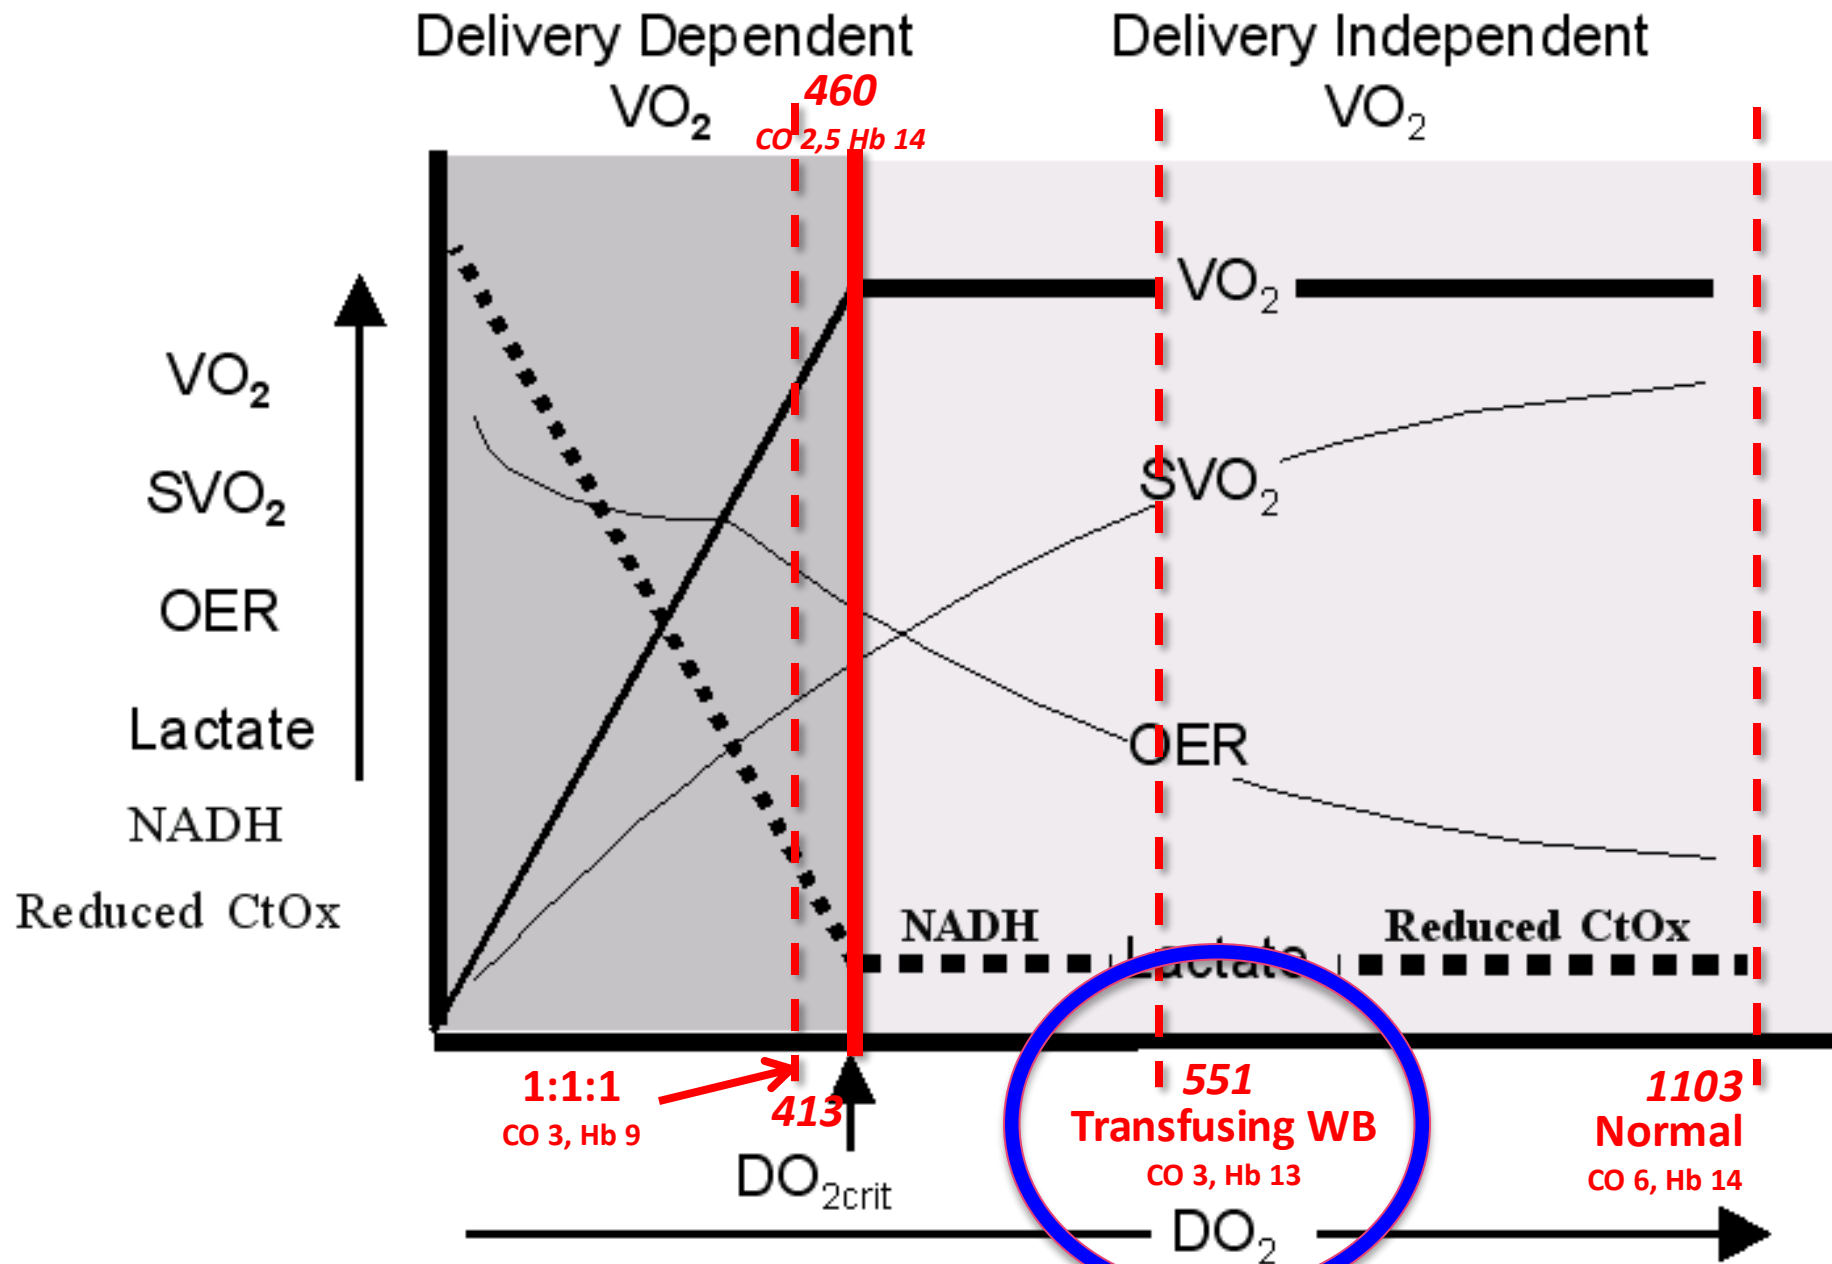 Delivery Dependent
VO₂
Delivery Independent
VO₂
460
CO 2,5 Hb 14
VO₂
SVO₂
OER
Lactate
NADH
Reduced CtOx
VO₂
SVO₂
OER
NADH
Lactate
Reduced CtOx
1:1:1
CO 3, Hb 9
413
DO₂crit
551
Transfusing WB
CO 3, Hb 13
1103
Normal
CO 6, Hb 14
DO₂